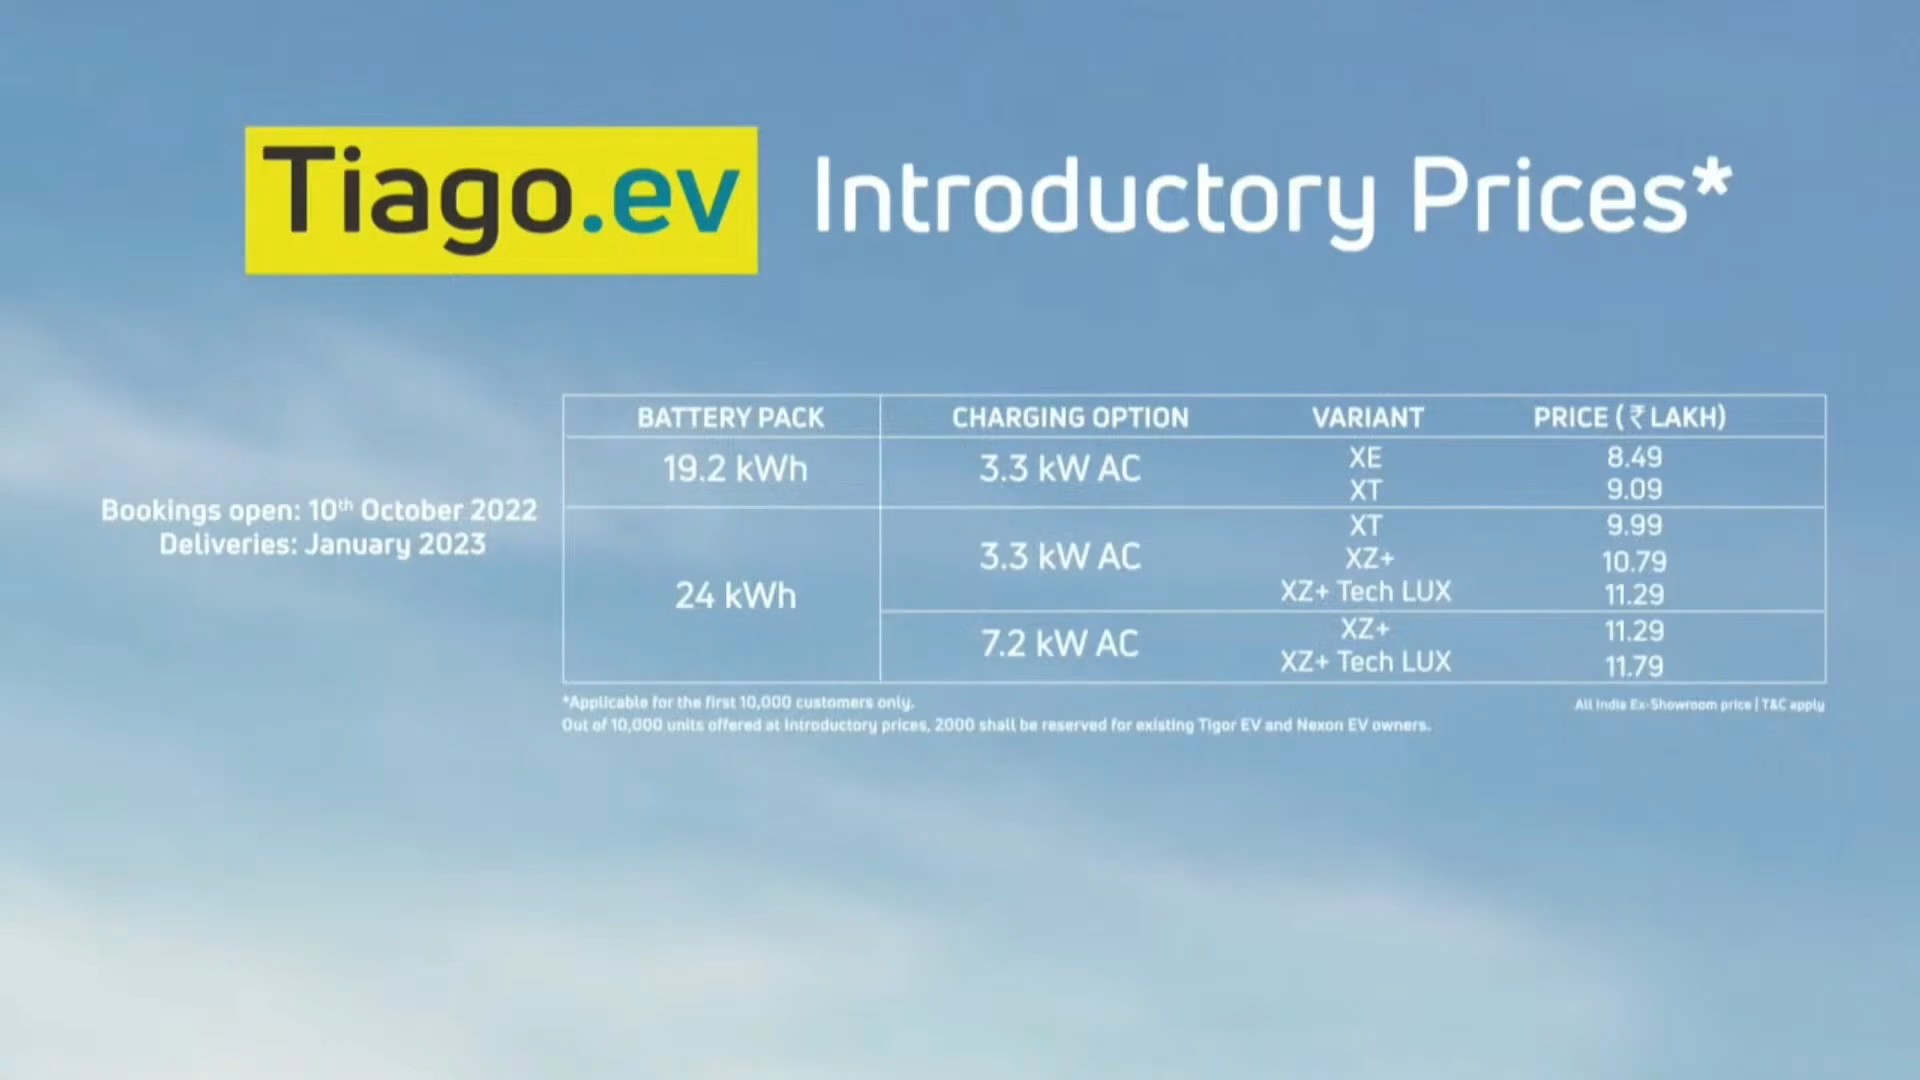 Tiago.ev Introductory Prices*
BATTERY PACK CHARGING OPTION VARIANT PRICE (₹ LAKH)
19.2 kWh 3.3 kW AC XE 8.49
XT 9.09
Bookings open: 10th October 2022
Deliveries: January 2023
24 kWh 3.3 kW AC XT 9.99
XZ+ 10.79
XZ+ Tech LUX 11.29
7.2 kW AC XZ+ 11.29
XZ+ Tech LUX 11.79
*Applicable for the first 10,000 customers only.
All India Ex-Showroom price | T&C apply
Out of 10,000 units offered at introductory prices, 2000 shall be reserved for existing Tigor EV and Nexon EV owners.